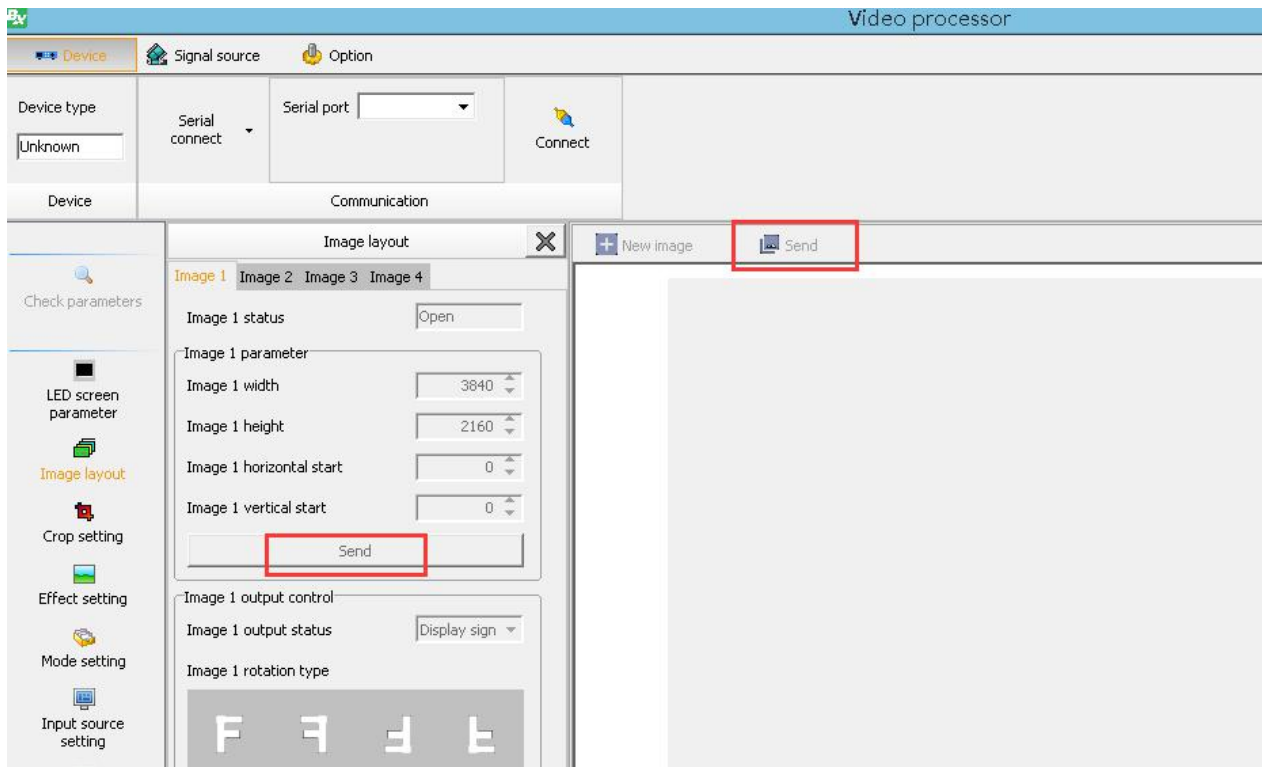 BX
Video processor
Device
Signal source
Option
Device type
Unknown
Device
Serial
connect
Serial port
Connect
Communication
Check parameters
LED screen
parameter
Image layout
Crop setting
Effect setting
Mode setting
Input source
setting
Image layout
Image 1 Image 2 Image 3 Image 4
Image 1 status Open
Image 1 parameter
Image 1 width 3840
Image 1 height 2160
Image 1 horizontal start 0
Image 1 vertical start 0
Send
Image 1 output control
Image 1 output status Display sign
Image 1 rotation type
New image
Send